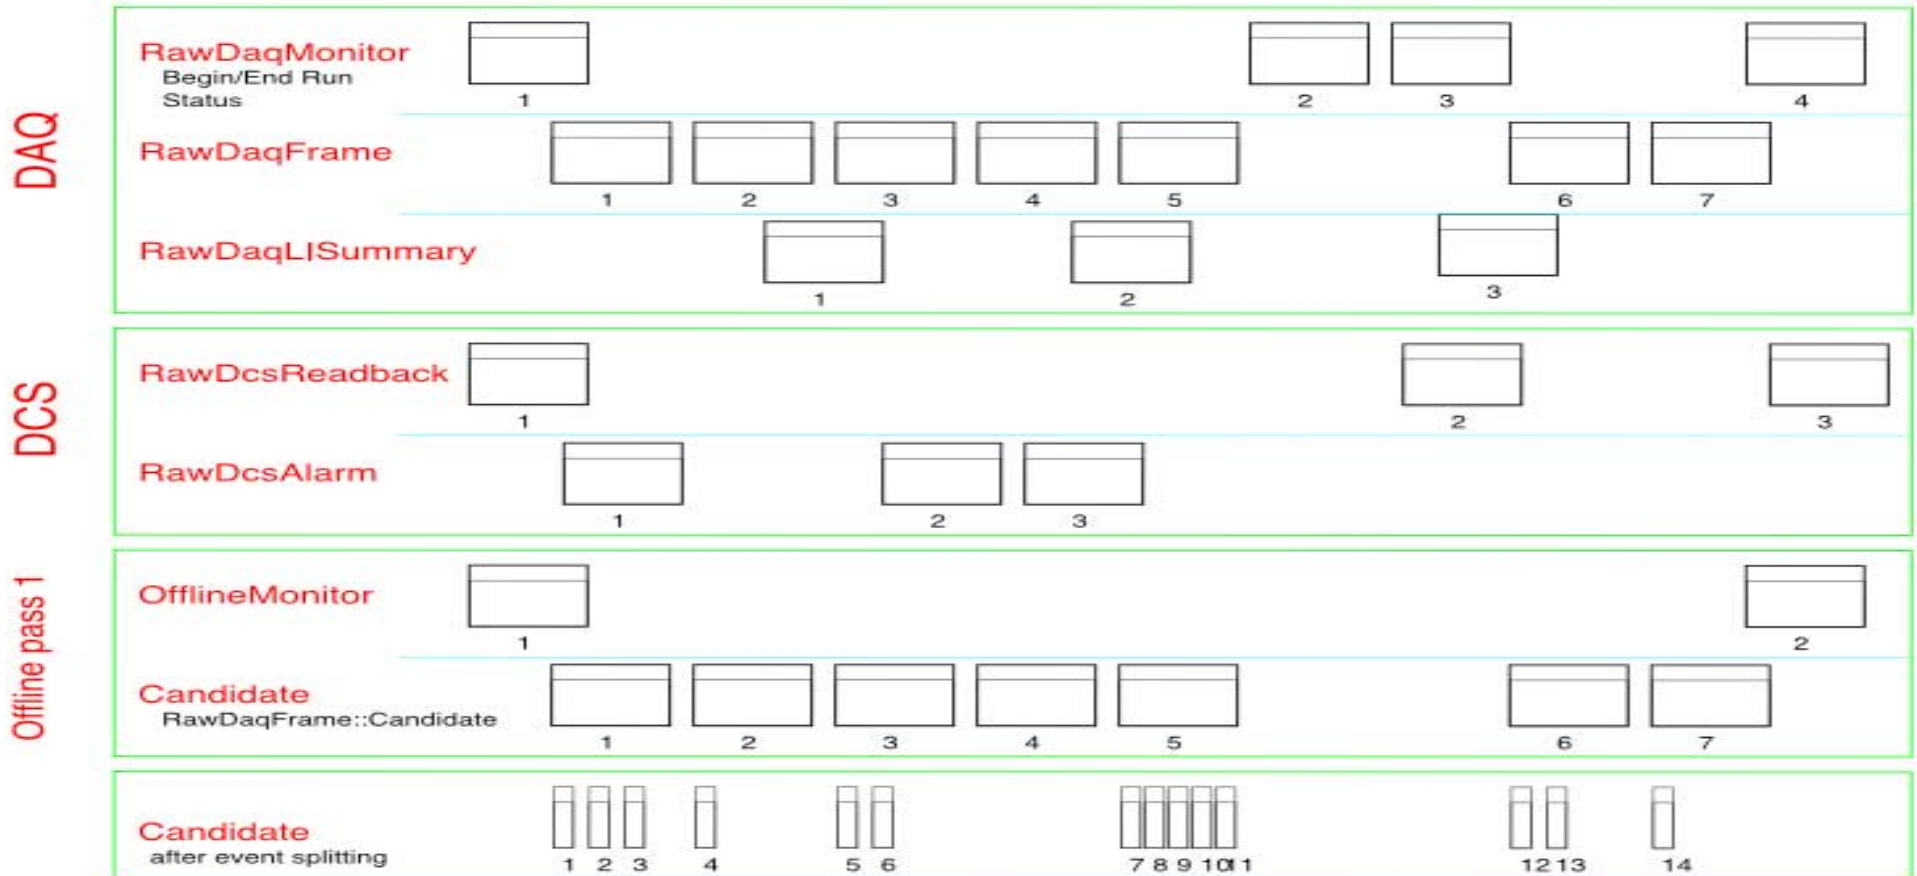 DAQ
RawDaqMonitor
Begin/End Run
Status
1 2 3 4
RawDaqFrame
1 2 3 4 5 6 7
RawDaqLISummary
1 2 3
DCS
RawDcsReadback
1 2 3
RawDcsAlarm
1 2 3
Offline pass 1
OfflineMonitor
1 2
Candidate
RawDaqFrame::Candidate
1 2 3 4 5 6 7
Candidate
after event splitting
1 2 3 4 5 6 7 8 9 10 11 12 13 14